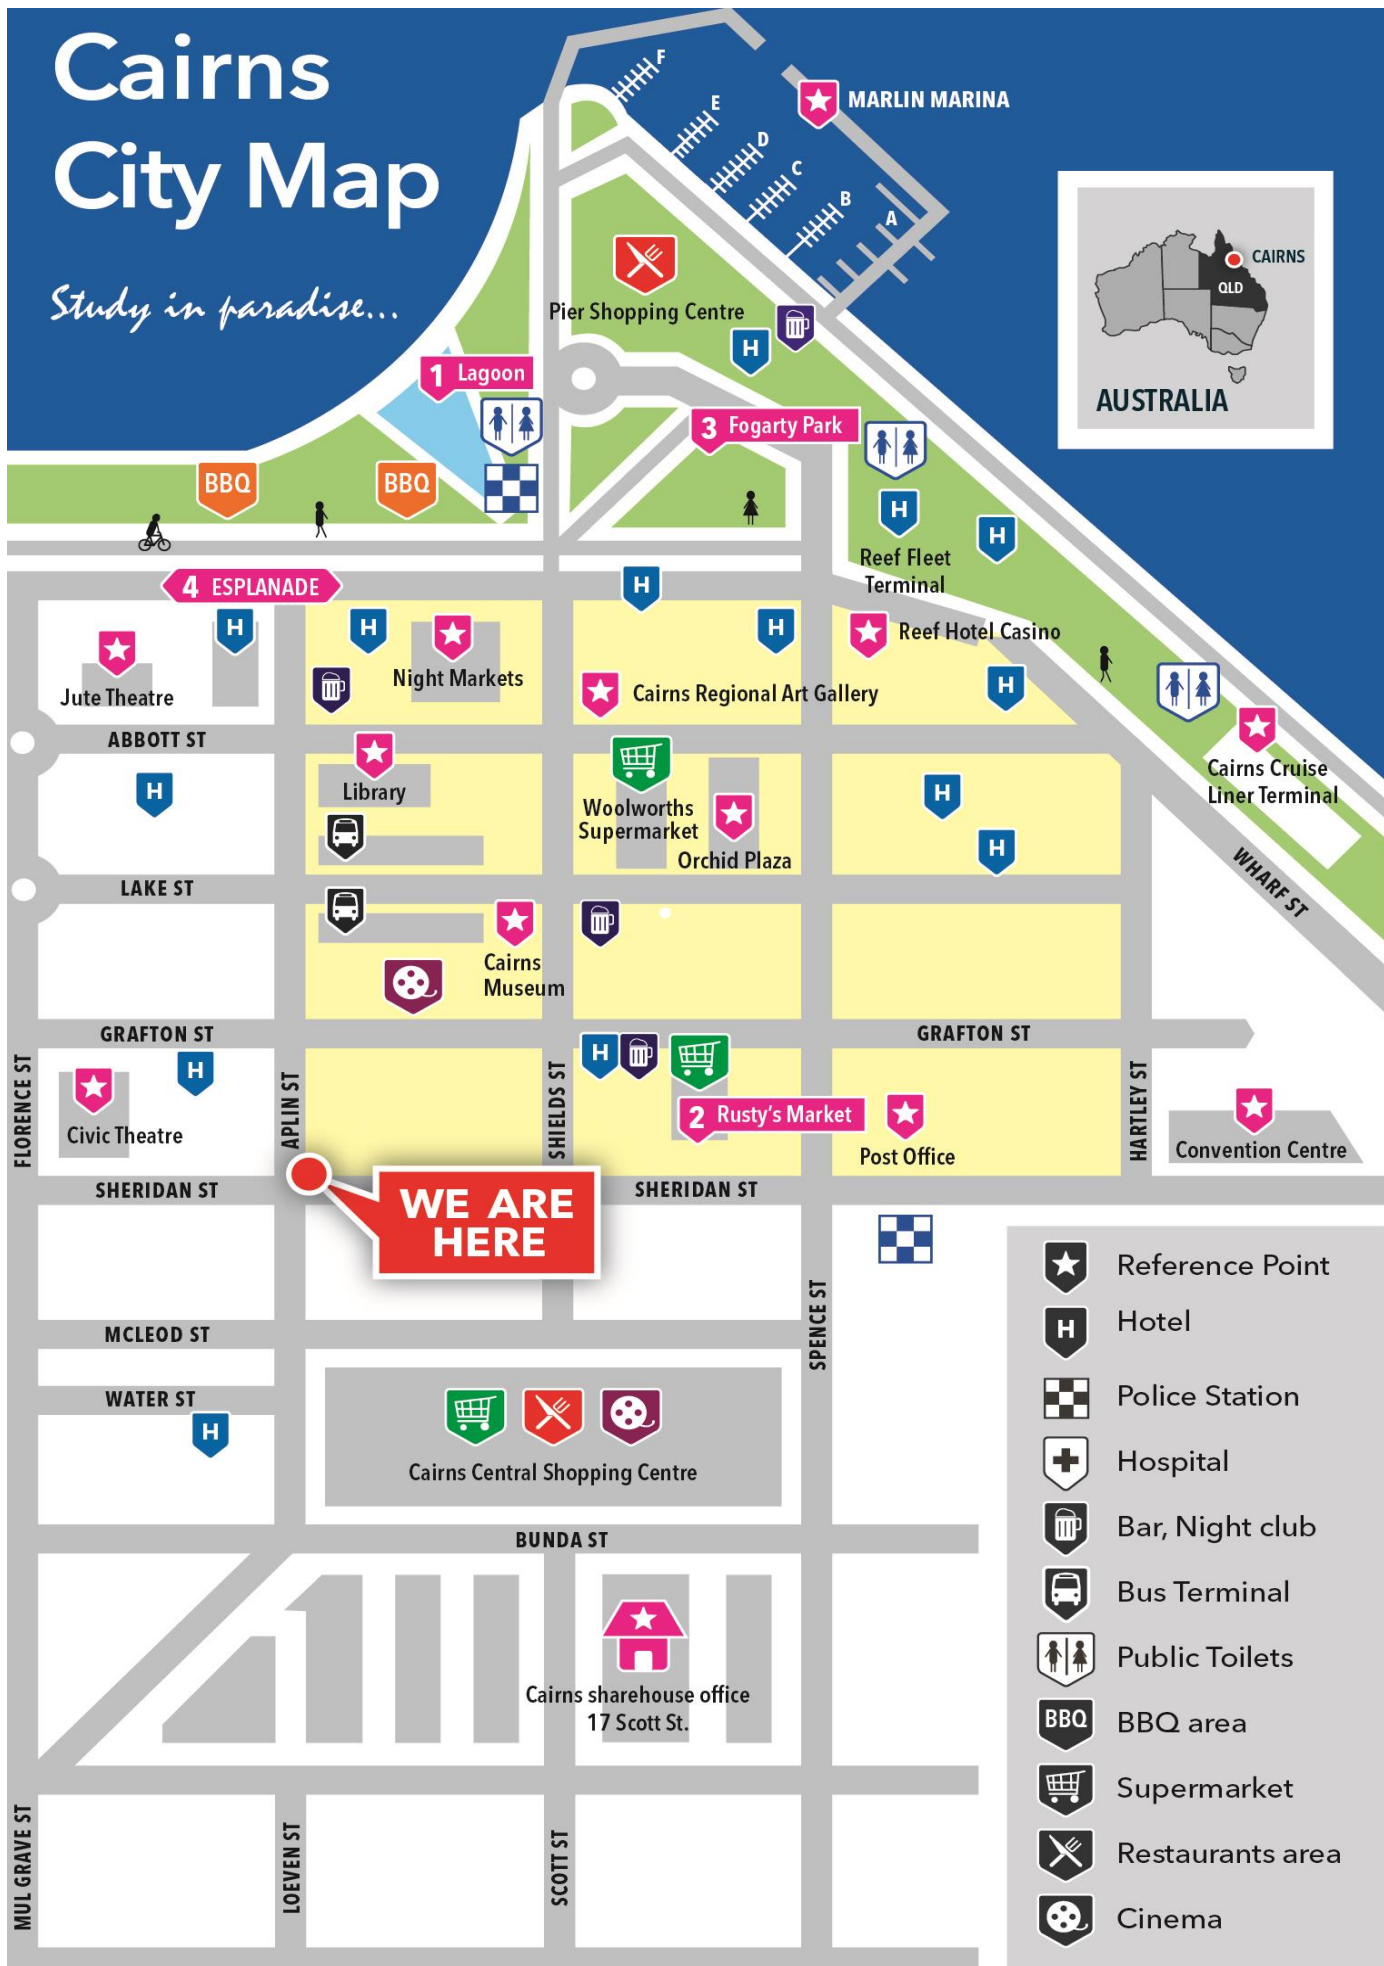 Cairns
City Map
Study in paradise...
F
E
D
C
B
A
MARLIN MARINA
CAIRNS
QLD
AUSTRALIA
Pier Shopping Centre
H
1 Lagoon
3 Fogarty Park
BBQ
BBQ
H
H
Reef Fleet
Terminal
4 ESPLANADE
H
H
H
H
Reef Hotel Casino
Jute Theatre
Night Markets
Cairns Regional Art Gallery
H
ABBOTT ST
Cairns Cruise
Liner Terminal
H
Library
Woolworths
Supermarket
Orchid Plaza
H
H
WHARF ST
LAKE ST
Cairns
Museum
GRAFTON ST
GRAFTON ST
FLORENCE ST
H
Civic Theatre
APLIN ST
SHIELDS ST
H
2 Rusty's Market
Post Office
HARTLEY ST
Convention Centre
SHERIDAN ST
SHERIDAN ST
WE ARE
HERE
MCLEOD ST
SPENCE ST
WATER ST
H
Cairns Central Shopping Centre
BUNDA ST
Cairns sharehouse office
17 Scott St.
MUL GRAVE ST
LOEVEN ST
SCOTT ST
Reference Point
H Hotel
Police Station
Hospital
Bar, Night club
Bus Terminal
Public Toilets
BBQ BBQ area
Supermarket
Restaurants area
Cinema